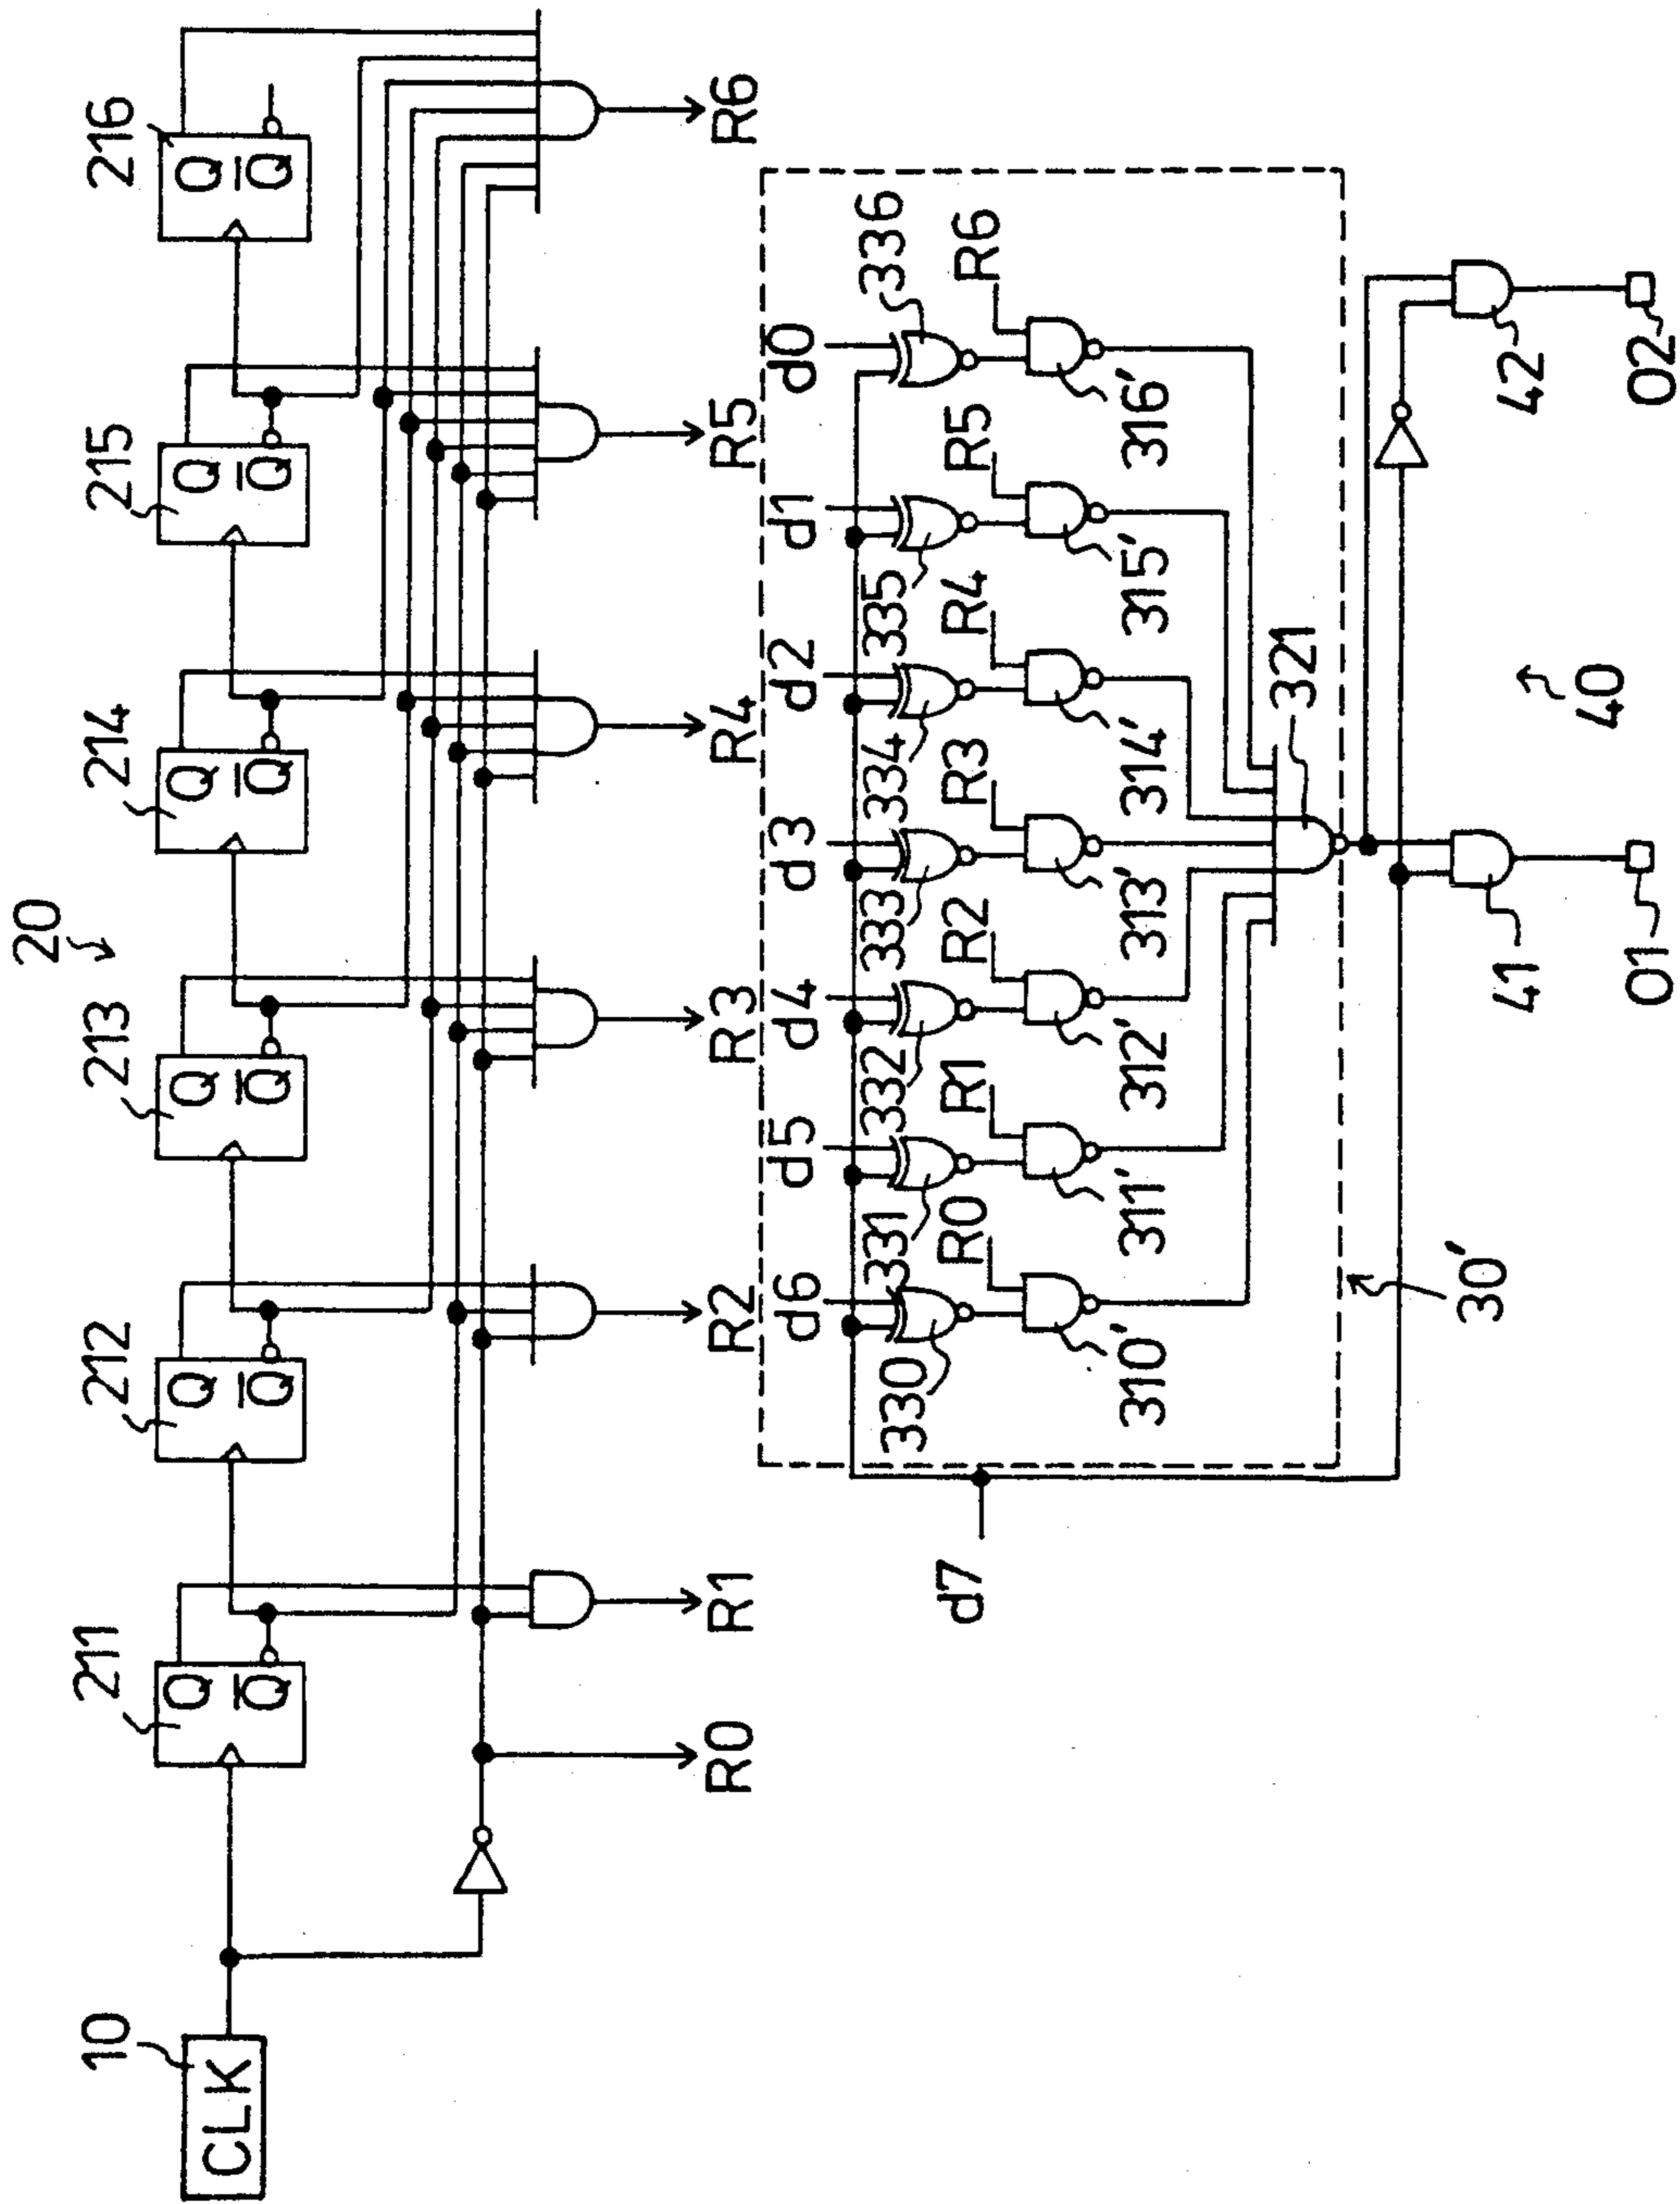 20
10
CLK
211
Q
Q̅
212
Q
Q̅
213
Q
Q̅
214
Q
Q̅
215
Q
Q̅
216
Q
Q̅
R0
R1
R2
R3
R4
R5
R6
d7
d6
d5
d4
d3
d2
d1
d0
330
331
332
333
334
335
336
R0
R1
R2
R3
R4
R5
R6
310'
311'
312'
313'
314'
315'
316'
321
30'
40
41
42
O1
O2